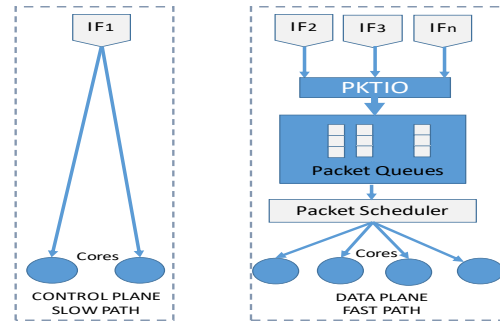 IF1
Cores
CONTROL PLANE
SLOW PATH
IF2
IF3
IFn
PKTIO
Packet Queues
Packet Scheduler
Cores
DATA PLANE
FAST PATH